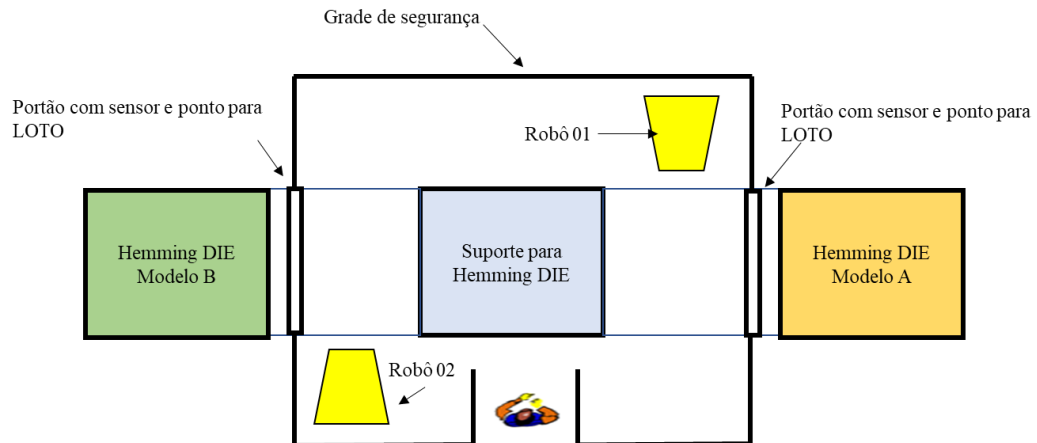 Grade de segurança
Portão com sensor e ponto para
LOTO
Robô 01
Portão com sensor e ponto para
LOTO
Hemming DIE
Modelo B
Suporte para
Hemming DIE
Hemming DIE
Modelo A
Robô 02